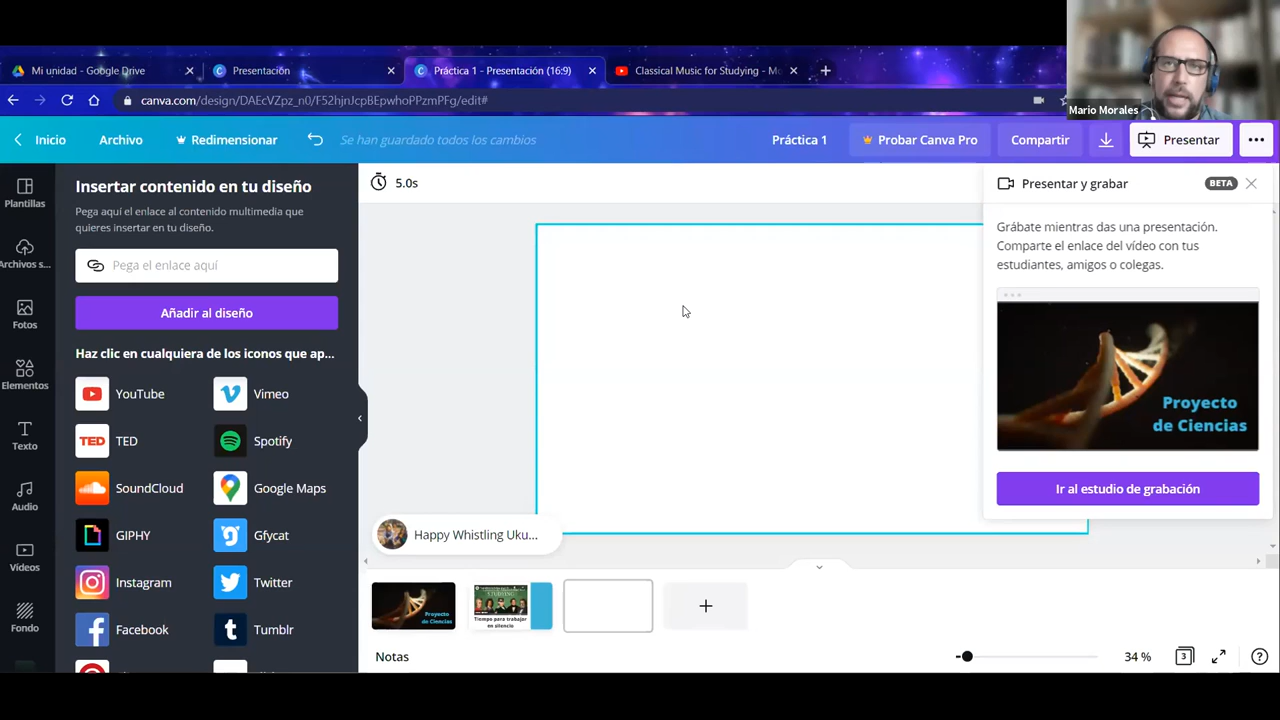 Mi unidad - Google Drive
Presentación
Práctica 1 - Presentación (16:9)
Classical Music for Studying - Mo
Mario Morales
canva.com/design/DAEcVZpz_n0/F52hjnJcpBEpwhoPPzmPFg/edit#
Inicio
Archivo
Redimensionar
Se han guardado todos los cambios
Práctica 1
Probar Canva Pro
Compartir
Presentar
Plantillas
Archivos s...
Fotos
Elementos
Texto
Audio
Vídeos
Fondo
Insertar contenido en tu diseño
Pega aquí el enlace al contenido multimedia que
quieres insertar en tu diseño.
Pega el enlace aquí
Añadir al diseño
Haz clic en cualquiera de los iconos que ap...
YouTube
Vimeo
TED
TED
Spotify
SoundCloud
Google Maps
GIPHY
Gfycat
Instagram
Twitter
Facebook
Tumblr
5.0s
Happy Whistling Uku...
Presentar y grabar
BETA
Grábate mientras das una presentación.
Comparte el enlace del vídeo con tus
estudiantes, amigos o colegas.
Proyecto
de Ciencias
Ir al estudio de grabación
Proyecto
de Ciencias
STUDYING
Tiempo para trabajar
en silencio
Notas
34 %
3